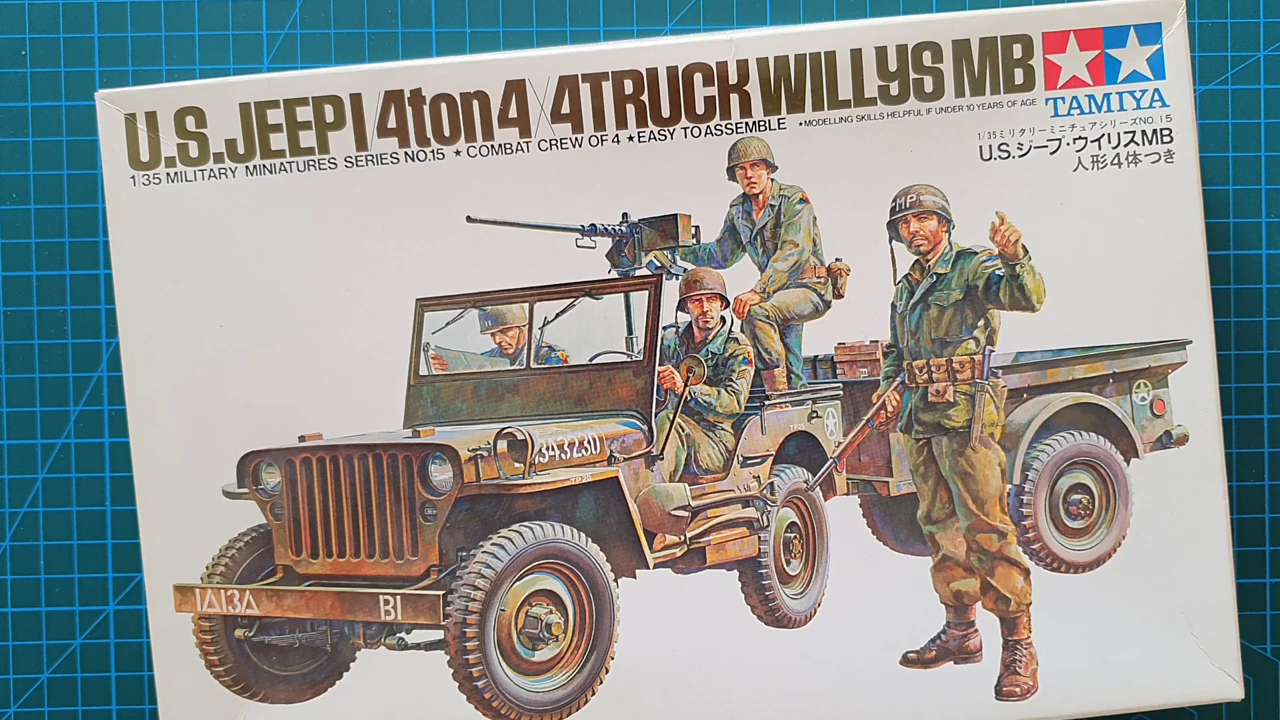 U.S.JEEP 1/4ton 4X4 TRUCK WILLYS MB
1/35 MILITARY MINIATURES SERIES NO.15 ★COMBAT CREW OF 4 ★EASY TO ASSEMBLE ★MODELLING SKILLS HELPFUL IF UNDER 10 YEARS OF AGE
TAMIYA
1/35ミリタリーミニチュアシリーズNO.15
U.S.ジープ・ウイリスMB
人形4体つき
MP
343230
TP20
1A13A
B1